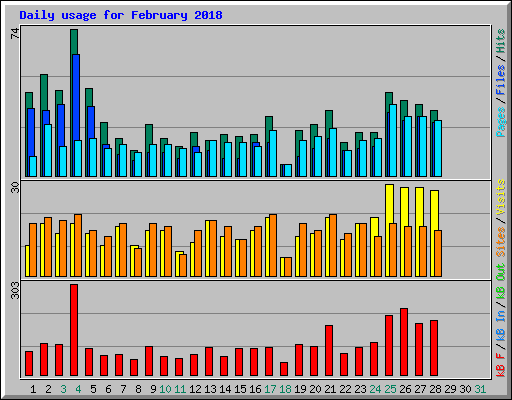 Daily usage for February 2018
74
30
303
Pages / Files / Hits
Sites / Visits
kB F / kB In / kB Out
1 2 3 4 5 6 7 8 9 10 11 12 13 14 15 16 17 18 19 20 21 22 23 24 25 26 27 28 29 30 31